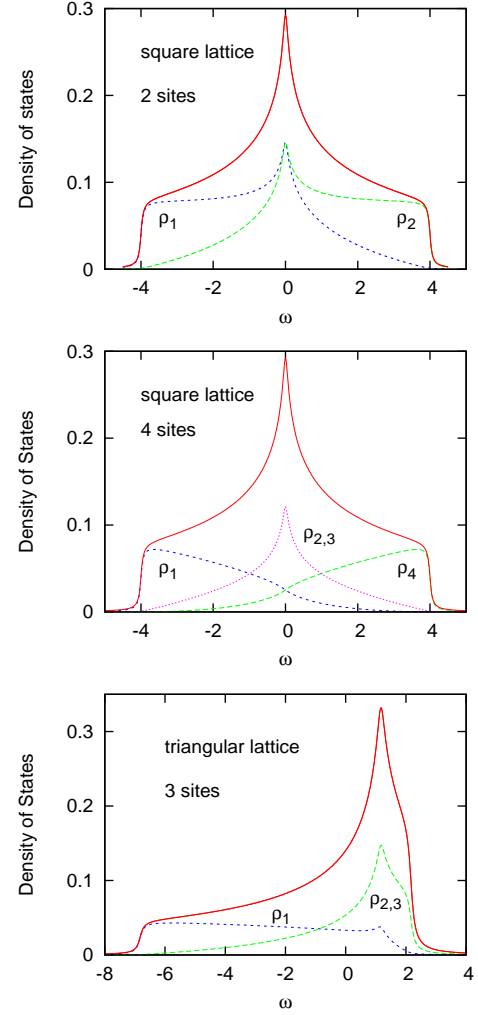 0.3
square lattice
2 sites
0.2
Density of states
0.1
ρ1
ρ2
0
-4 -2 0 2 4
ω
0.3
square lattice
4 sites
0.2
Density of States
ρ2,3
0.1
ρ1
ρ4
0
-4 -2 0 2 4
ω
triangular lattice
0.3
3 sites
0.2
Density of States
0.1
ρ1
ρ2,3
0
-8 -6 -4 -2 0 2 4
ω